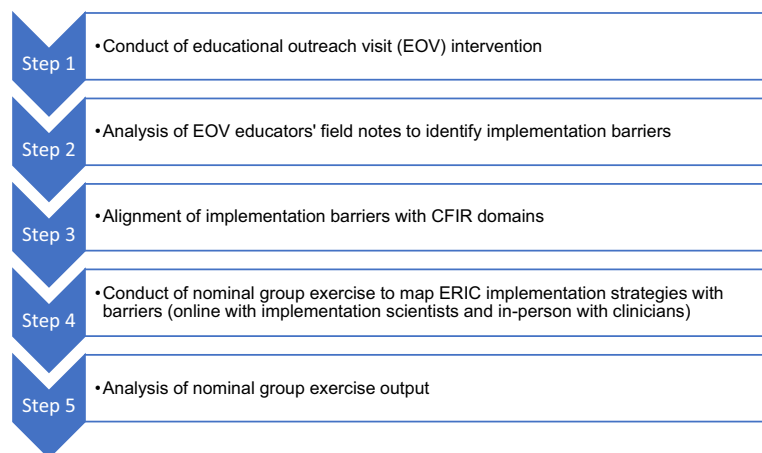 Step 1
•Conduct of educational outreach visit (EOV) intervention
Step 2
•Analysis of EOV educators' field notes to identify implementation barriers
Step 3
•Alignment of implementation barriers with CFIR domains
Step 4
•Conduct of nominal group exercise to map ERIC implementation strategies with
barriers (online with implementation scientists and in-person with clinicians)
Step 5
•Analysis of nominal group exercise output